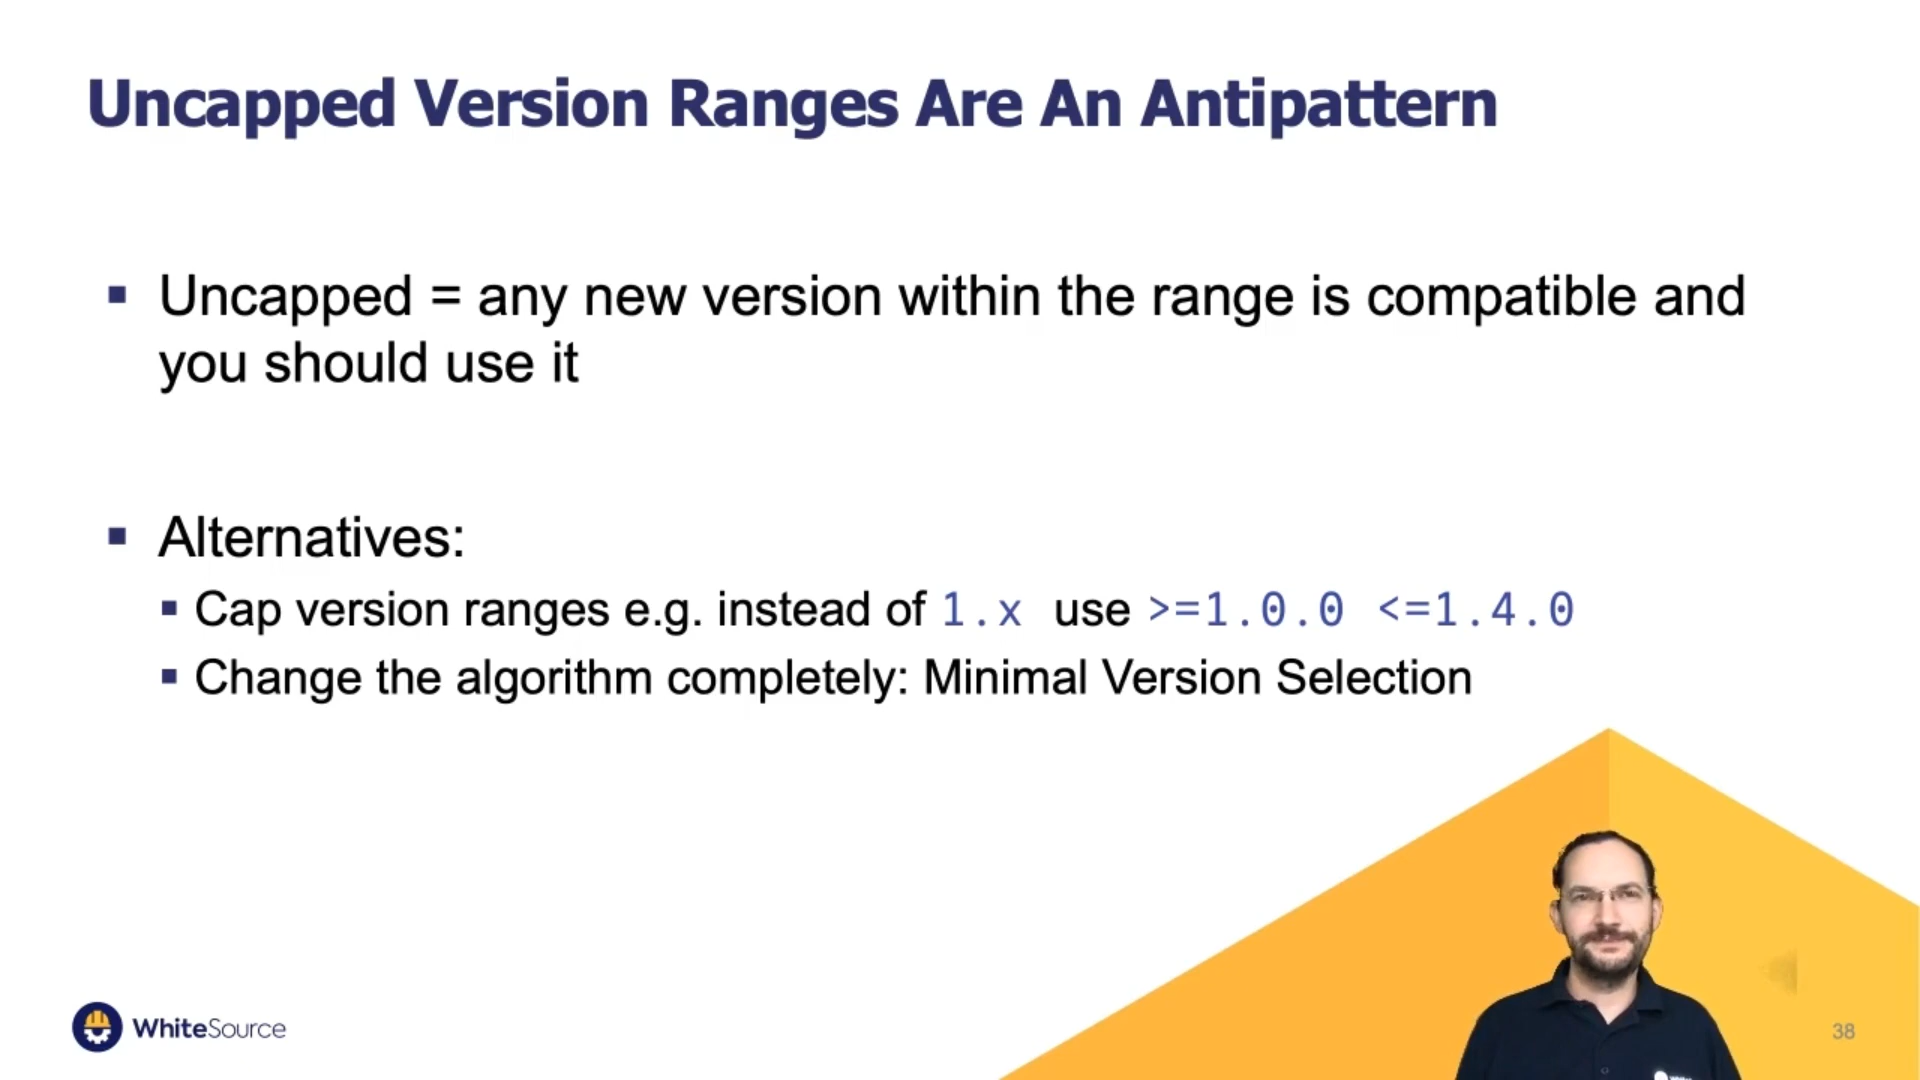 Uncapped Version Ranges Are An Antipattern
▪ Uncapped = any new version within the range is compatible and
you should use it
▪ Alternatives:
▪ Cap version ranges e.g. instead of 1.x use >=1.0.0 <=1.4.0
▪ Change the algorithm completely: Minimal Version Selection
WhiteSource
38